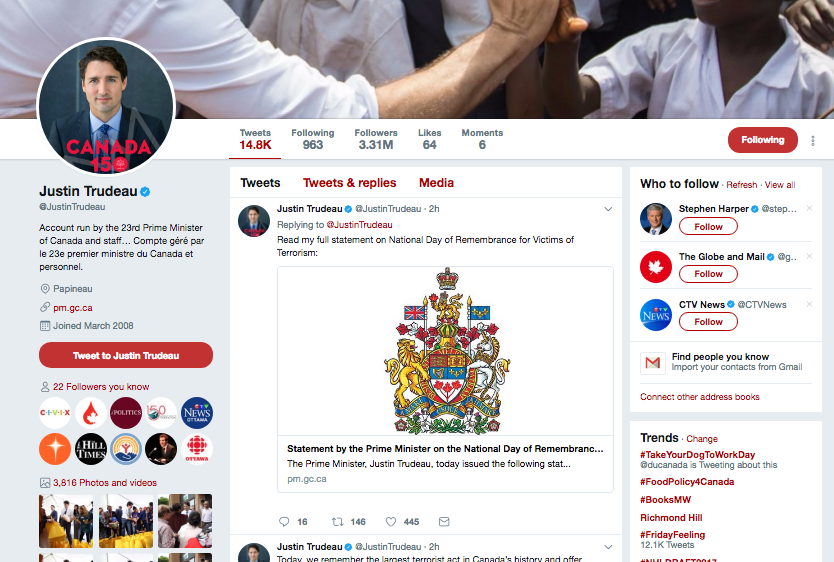 CANADA
150
Tweets
14.8K
Following
963
Followers
3.31M
Likes
64
Moments
6
Following
Justin Trudeau
@JustinTrudeau
Account run by the 23rd Prime Minister
of Canada and staff... Compte géré par
le 23e premier ministre du Canada et
personnel.
Papineau
pm.gc.ca
Joined March 2008
Tweet to Justin Trudeau
22 Followers you know
CIVIX
POLITICS
150
CTV
NEWS
OTTAWA
THE
HILL
TIMES
OTTAWA
3,816 Photos and videos
Tweets
Tweets & replies
Media
Justin Trudeau @JustinTrudeau · 2h
Replying to @JustinTrudeau
Read my full statement on National Day of Remembrance for Victims of
Terrorism:
Statement by the Prime Minister on the National Day of Remembranc...
The Prime Minister, Justin Trudeau, today issued the following stat...
pm.gc.ca
16
146
445
Justin Trudeau @JustinTrudeau · 2h
Today, we remember the largest terrorist act in Canada's history and offer
Who to follow · Refresh · View all
Stephen Harper @step...
Follow
The Globe and Mail @g...
Follow
CTV
NEWS
CTV News @CTVNews
Follow
Find people you know
Import your contacts from Gmail
Connect other address books
Trends · Change
#TakeYourDogToWorkDay
@ducanada is Tweeting about this
#FoodPolicy4Canada
#BooksMW
Richmond Hill
#FridayFeeling
12.1K Tweets
#NHLDRAFT2017